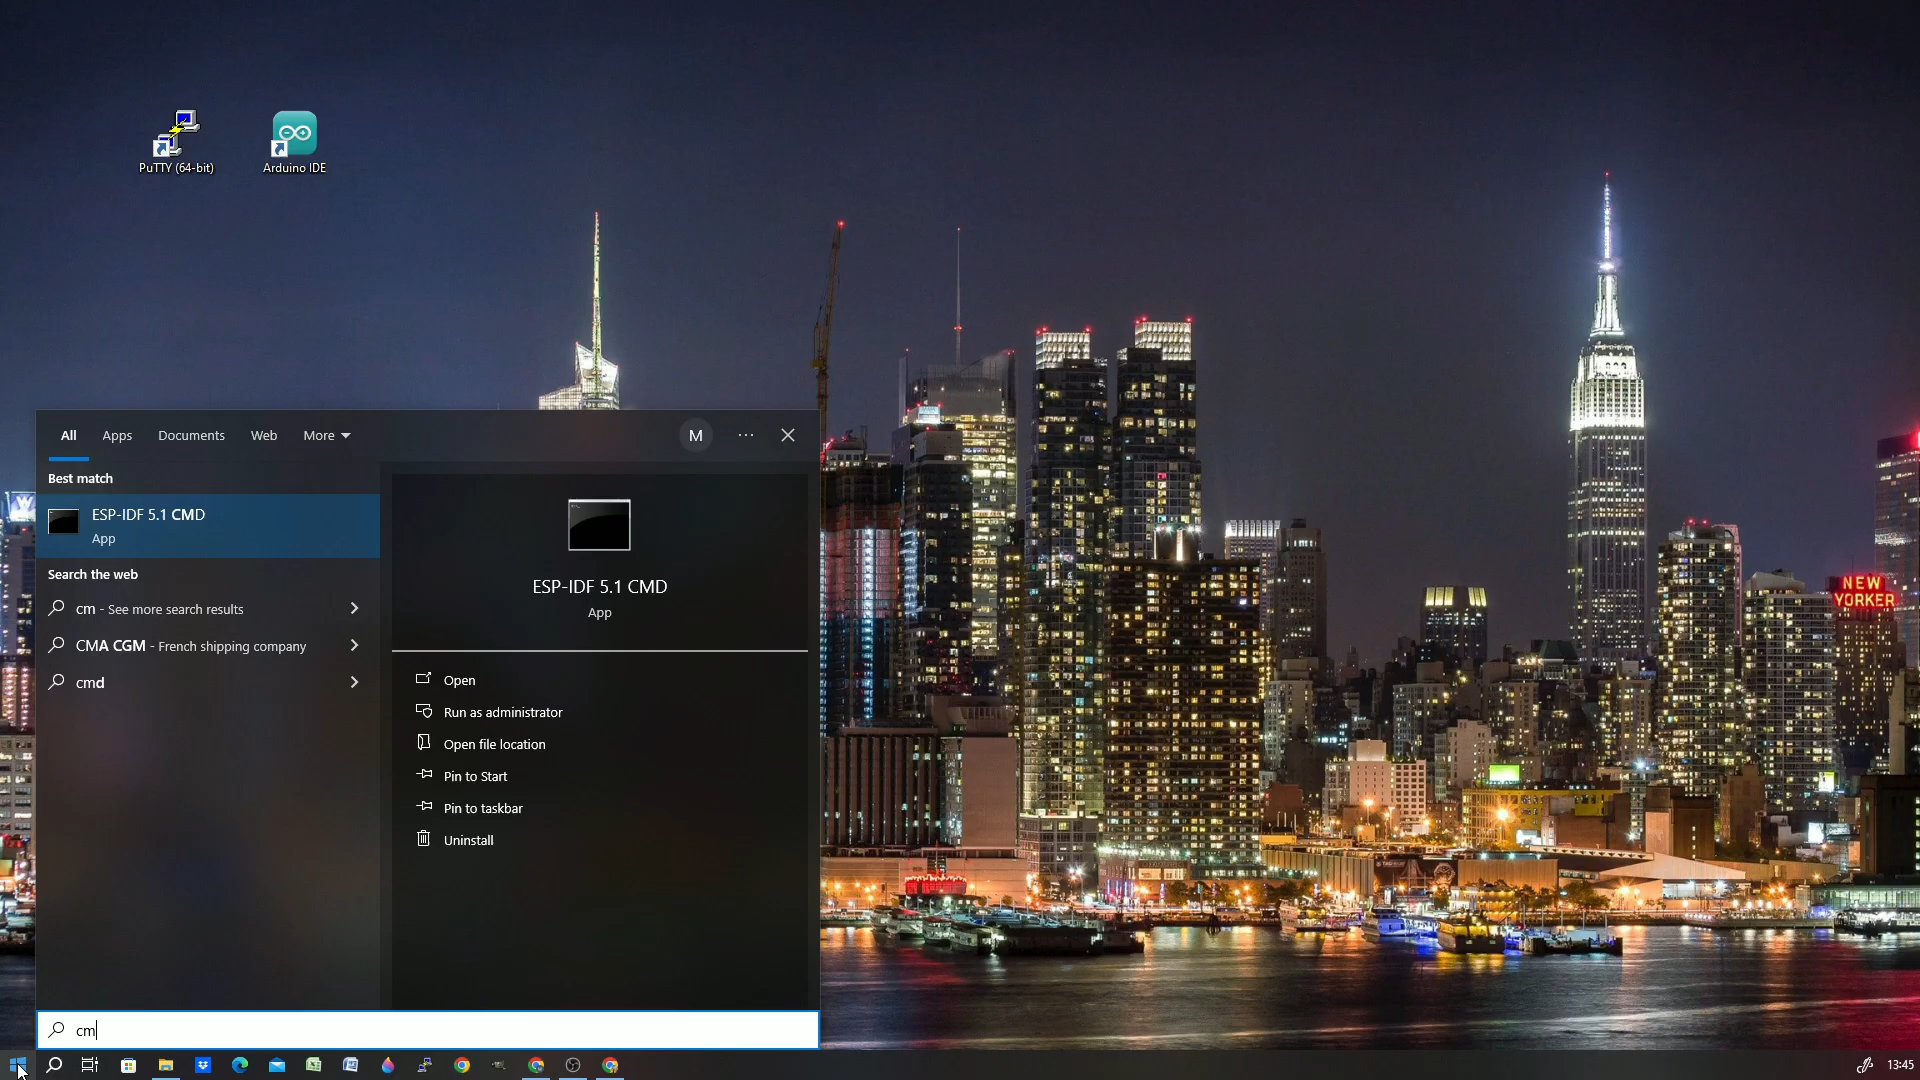 PuTTY (64-bit)
Arduino IDE
All
Apps
Documents
Web
More
M
Best match
ESP-IDF 5.1 CMD
App
Search the web
cm - See more search results
CMA CGM - French shipping company
cmd
ESP-IDF 5.1 CMD
App
Open
Run as administrator
Open file location
Pin to Start
Pin to taskbar
Uninstall
NEW
YORKER
W
cm
13:45